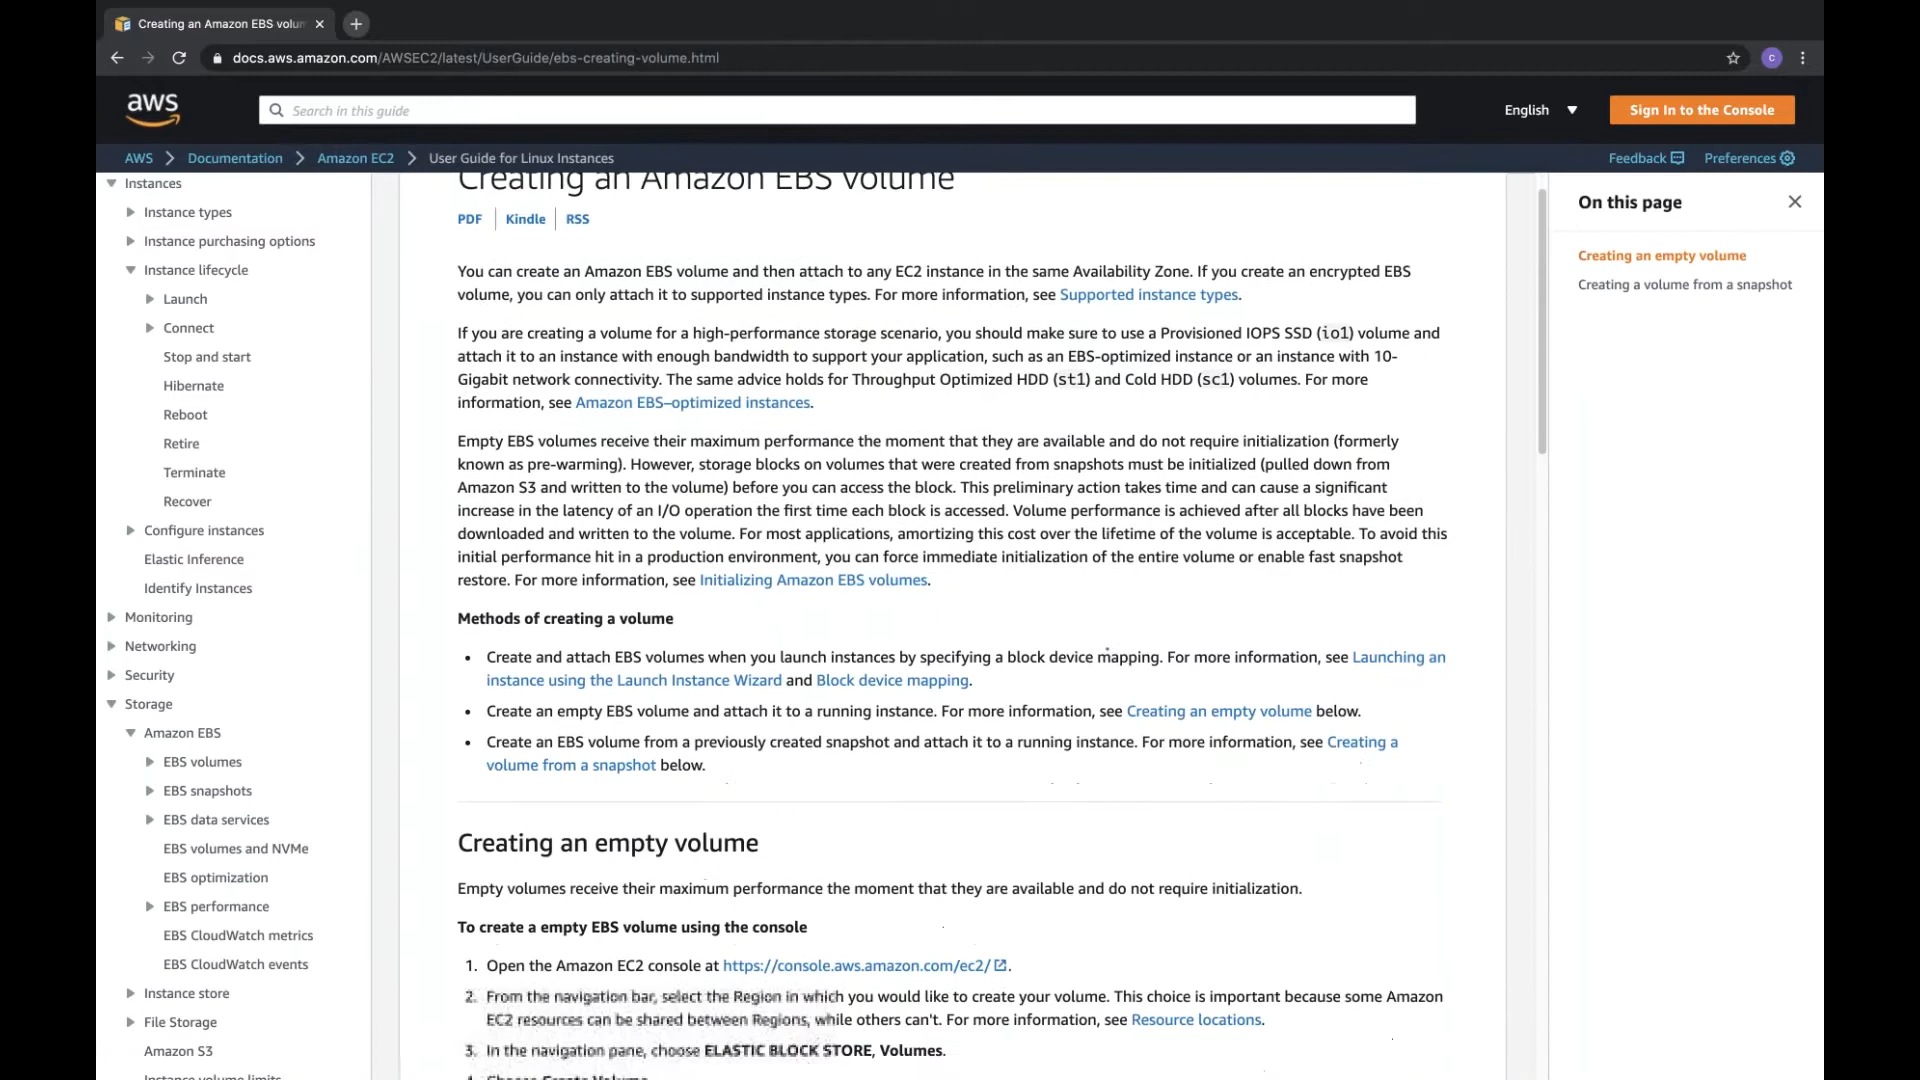 Creating an Amazon EBS volum
docs.aws.amazon.com/AWSEC2/latest/UserGuide/ebs-creating-volume.html
C
aws
Search in this guide
English
Sign In to the Console
AWS > Documentation > Amazon EC2 > User Guide for Linux Instances
Feedback
Preferences
Instances
Instance types
Instance purchasing options
Instance lifecycle
Launch
Connect
Stop and start
Hibernate
Reboot
Retire
Terminate
Recover
Configure instances
Elastic Inference
Identify Instances
Monitoring
Networking
Security
Storage
Amazon EBS
EBS volumes
EBS snapshots
EBS data services
EBS volumes and NVMe
EBS optimization
EBS performance
EBS CloudWatch metrics
EBS CloudWatch events
Instance store
File Storage
Amazon S3
Instance volume limits
Creating an Amazon EBS volume
PDF | Kindle | RSS
You can create an Amazon EBS volume and then attach to any EC2 instance in the same Availability Zone. If you create an encrypted EBS
volume, you can only attach it to supported instance types. For more information, see Supported instance types.
If you are creating a volume for a high-performance storage scenario, you should make sure to use a Provisioned IOPS SSD (io1) volume and
attach it to an instance with enough bandwidth to support your application, such as an EBS-optimized instance or an instance with 10-
Gigabit network connectivity. The same advice holds for Throughput Optimized HDD (st1) and Cold HDD (sc1) volumes. For more
information, see Amazon EBS–optimized instances.
Empty EBS volumes receive their maximum performance the moment that they are available and do not require initialization (formerly
known as pre-warming). However, storage blocks on volumes that were created from snapshots must be initialized (pulled down from
Amazon S3 and written to the volume) before you can access the block. This preliminary action takes time and can cause a significant
increase in the latency of an I/O operation the first time each block is accessed. Volume performance is achieved after all blocks have been
downloaded and written to the volume. For most applications, amortizing this cost over the lifetime of the volume is acceptable. To avoid this
initial performance hit in a production environment, you can force immediate initialization of the entire volume or enable fast snapshot
restore. For more information, see Initializing Amazon EBS volumes.
Methods of creating a volume
• Create and attach EBS volumes when you launch instances by specifying a block device mapping. For more information, see Launching an
instance using the Launch Instance Wizard and Block device mapping.
• Create an empty EBS volume and attach it to a running instance. For more information, see Creating an empty volume below.
• Create an EBS volume from a previously created snapshot and attach it to a running instance. For more information, see Creating a
volume from a snapshot below.
Creating an empty volume
Empty volumes receive their maximum performance the moment that they are available and do not require initialization.
To create a empty EBS volume using the console
1. Open the Amazon EC2 console at https://console.aws.amazon.com/ec2/.
2. From the navigation bar, select the Region in which you would like to create your volume. This choice is important because some Amazon
EC2 resources can be shared between Regions, while others can't. For more information, see Resource locations.
3. In the navigation pane, choose ELASTIC BLOCK STORE, Volumes.
4. Choose Create Volume.
On this page
Creating an empty volume
Creating a volume from a snapshot